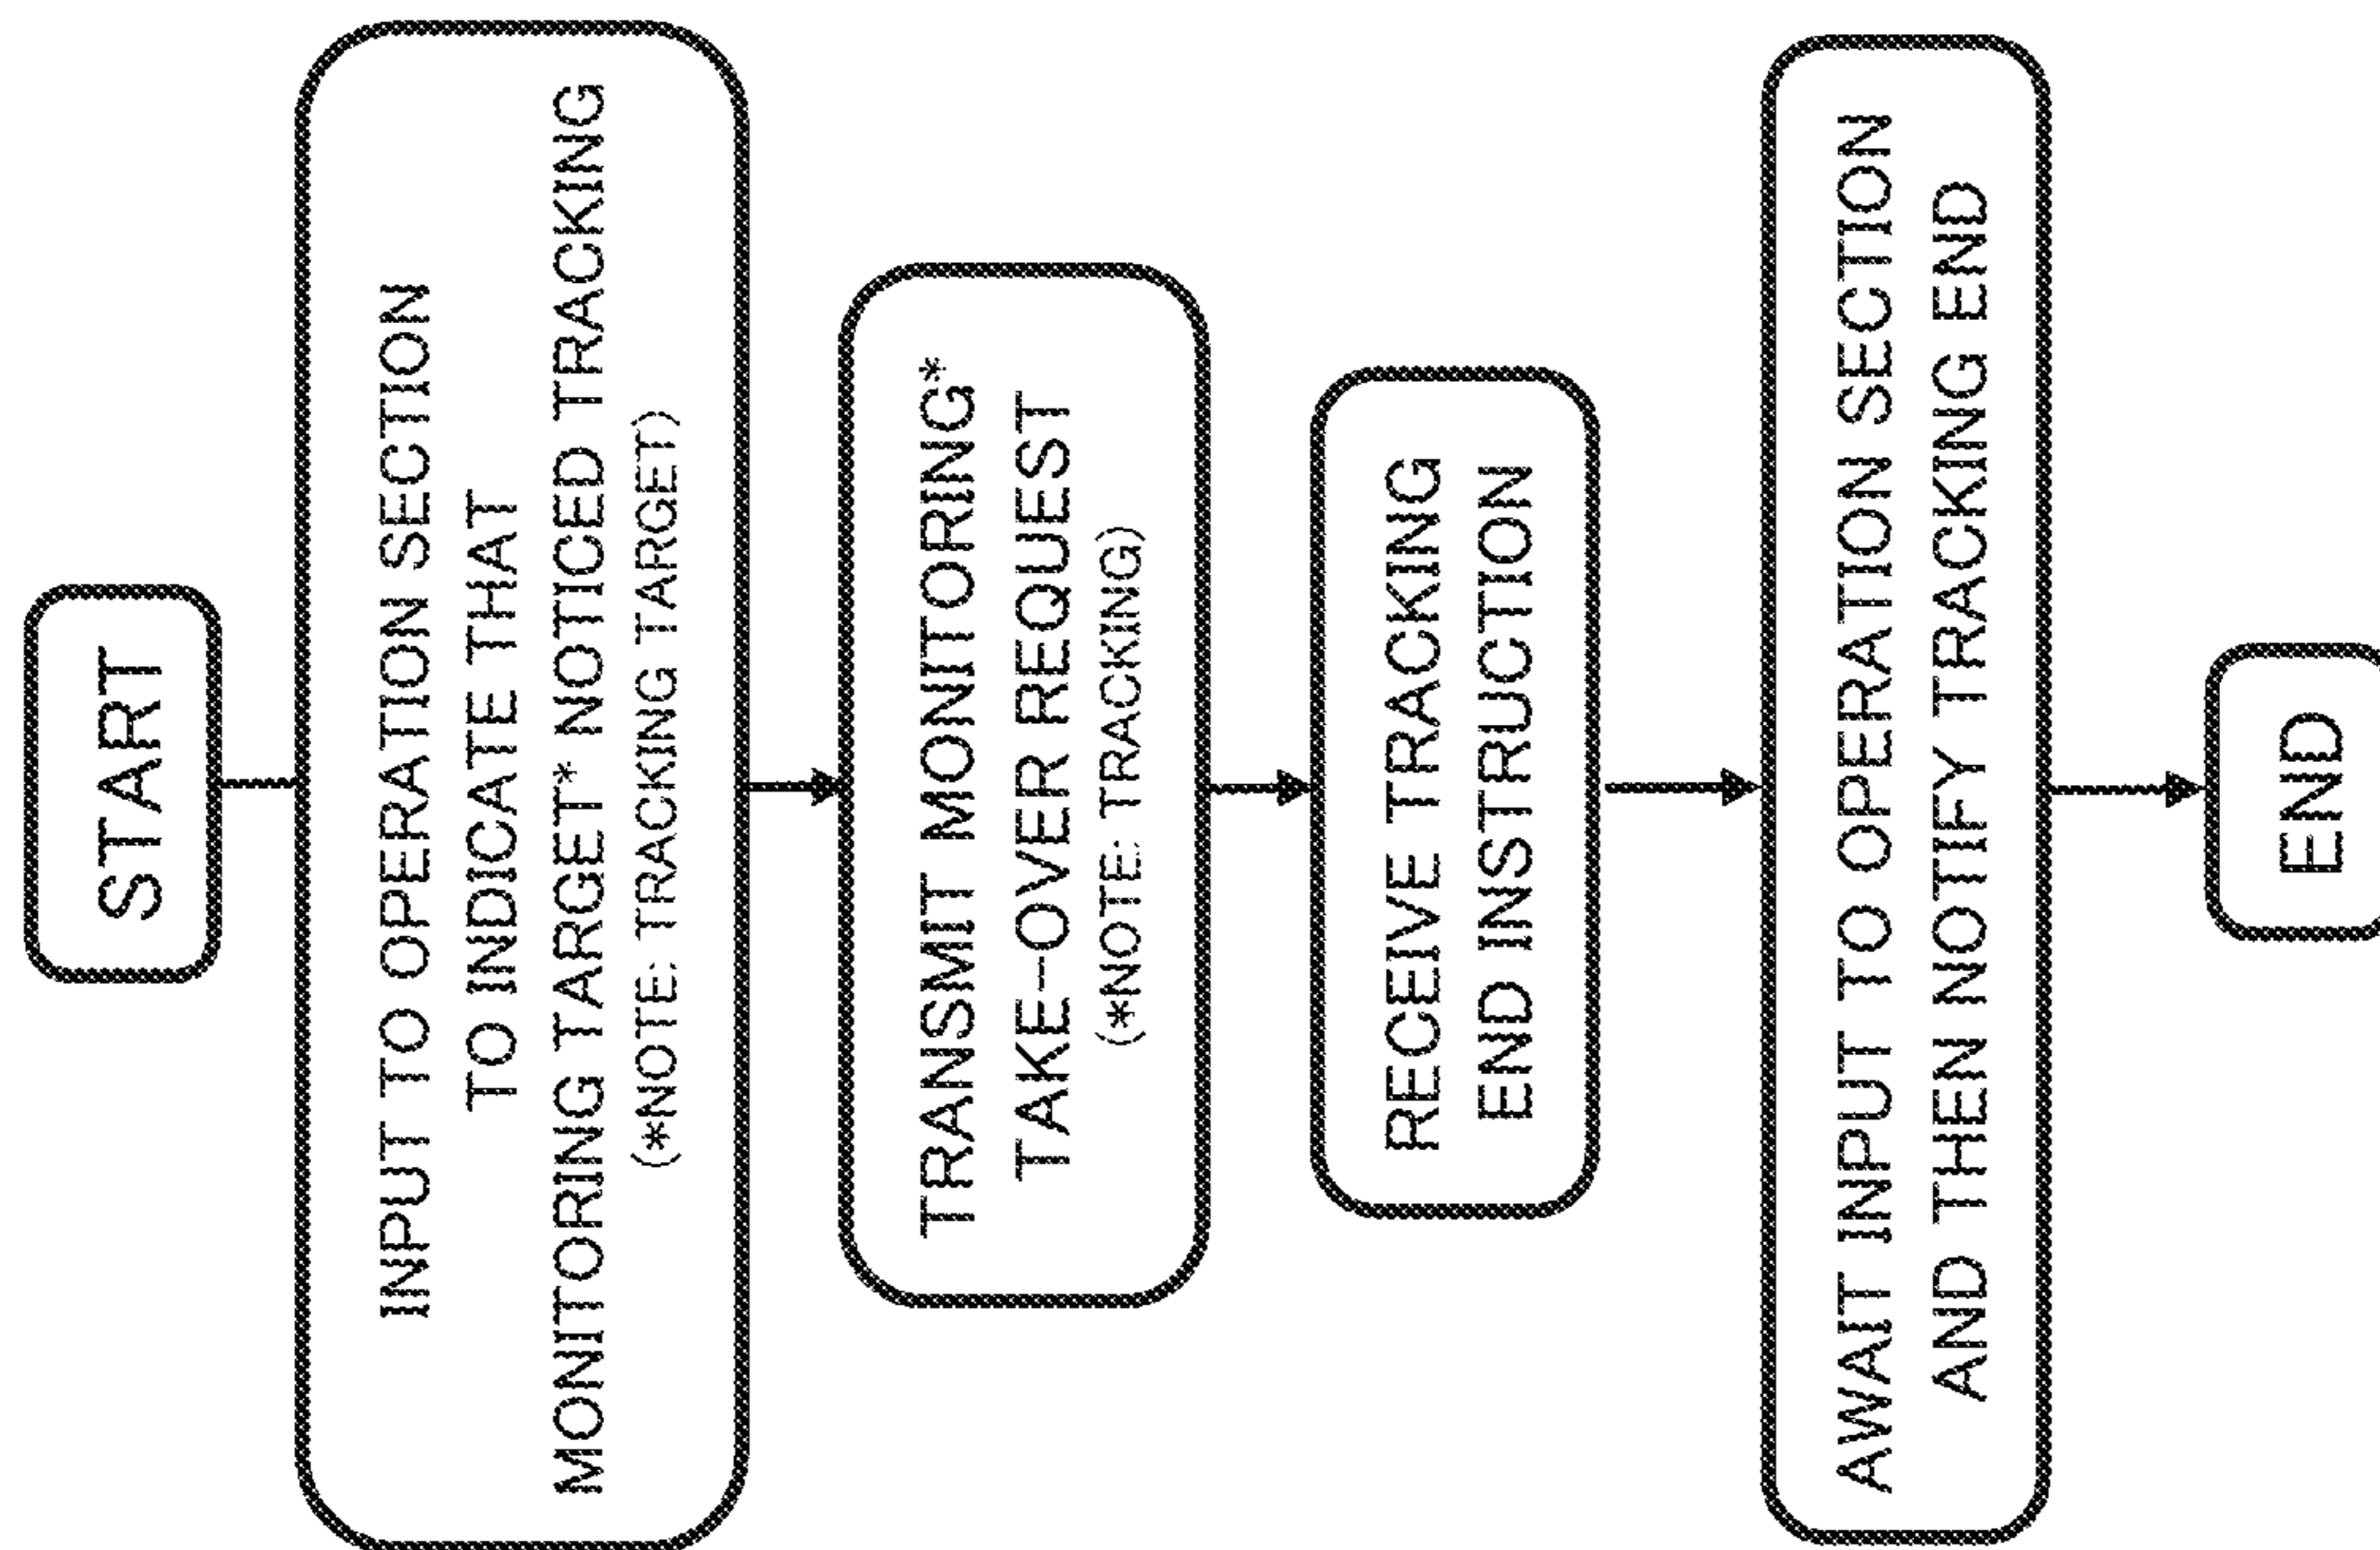 START
INPUT TO OPERATION SECTION
TO INDICATE THAT
MONITORING TARGET* NOTICED TRACKING
(*NOTE: TRACKING TARGET)
TRANSMIT MONITORING*
TAKE-OVER REQUEST
(*NOTE: TRACKING)
RECEIVE TRACKING
END INSTRUCTION
AWAIT INPUT TO OPERATION SECTION
AND THEN NOTIFY TRACKING END
END